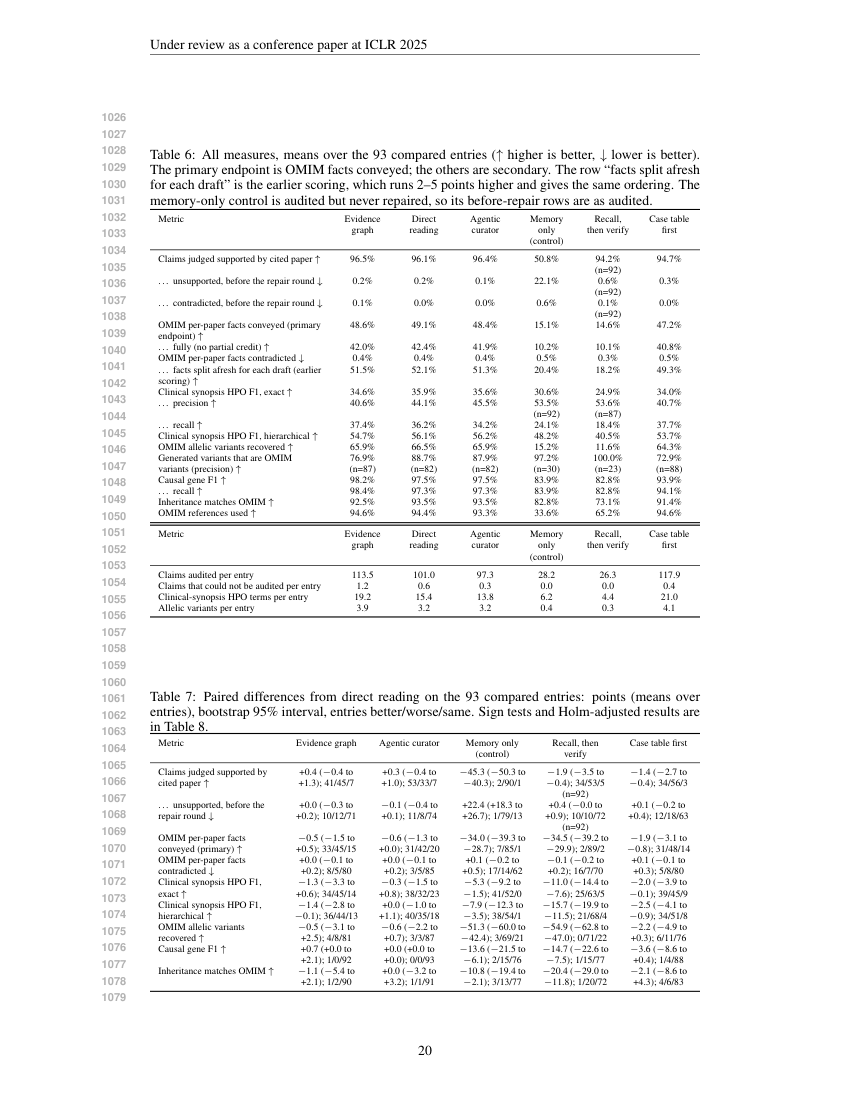 Under review as a conference paper at ICLR 2025
1026
1027
1028
1029
1030
1031
1032
1033
1034
1035
1036
1037
1038
1039
1040
1041
1042
1043
1044
1045
1046
1047
1048
1049
1050
1051
1052
1053
1054
1055
1056
1057
1058
1059
1060
1061
1062
1063
1064
1065
1066
1067
1068
1069
1070
1071
1072
1073
1074
1075
1076
1077
1078
1079
Table 6: All measures, means over the 93 compared entries (↑ higher is better, ↓ lower is better).
The primary endpoint is OMIM facts conveyed; the others are secondary. The row “facts split afresh
for each draft” is the earlier scoring, which runs 2–5 points higher and gives the same ordering. The
memory-only control is audited but never repaired, so its before-repair rows are as audited.
Metric Evidence Direct Agentic Memory Recall, Case table
graph reading curator only then verify first
(control)
Claims judged supported by cited paper ↑ 96.5% 96.1% 96.4% 50.8% 94.2% 94.7%
(n=92)
… unsupported, before the repair round ↓ 0.2% 0.2% 0.1% 22.1% 0.6% 0.3%
(n=92)
… contradicted, before the repair round ↓ 0.1% 0.0% 0.0% 0.6% 0.1% 0.0%
(n=92)
OMIM per-paper facts conveyed (primary 48.6% 49.1% 48.4% 15.1% 14.6% 47.2%
endpoint) ↑
… fully (no partial credit) ↑ 42.0% 42.4% 41.9% 10.2% 10.1% 40.8%
OMIM per-paper facts contradicted ↓ 0.4% 0.4% 0.4% 0.5% 0.3% 0.5%
… facts split afresh for each draft (earlier 51.5% 52.1% 51.3% 20.4% 18.2% 49.3%
scoring) ↑
Clinical synopsis HPO F1, exact ↑ 34.6% 35.9% 35.6% 30.6% 24.9% 34.0%
… precision ↑ 40.6% 44.1% 45.5% 53.5% 53.6% 40.7%
(n=92) (n=87)
… recall ↑ 37.4% 36.2% 34.2% 24.1% 18.4% 37.7%
Clinical synopsis HPO F1, hierarchical ↑ 54.7% 56.1% 56.2% 48.2% 40.5% 53.7%
OMIM allelic variants recovered ↑ 65.9% 66.5% 65.9% 15.2% 11.6% 64.3%
Generated variants that are OMIM 76.9% 88.7% 87.9% 97.2% 100.0% 72.9%
variants (precision) ↑ (n=87) (n=82) (n=82) (n=30) (n=23) (n=88)
Causal gene F1 ↑ 98.2% 97.5% 97.5% 83.9% 82.8% 93.9%
… recall ↑ 98.4% 97.3% 97.3% 83.9% 82.8% 94.1%
Inheritance matches OMIM ↑ 92.5% 93.5% 93.5% 82.8% 73.1% 91.4%
OMIM references used ↑ 94.6% 94.4% 93.3% 33.6% 65.2% 94.6%
Metric Evidence Direct Agentic Memory Recall, Case table
graph reading curator only then verify first
(control)
Claims audited per entry 113.5 101.0 97.3 28.2 26.3 117.9
Claims that could not be audited per entry 1.2 0.6 0.3 0.0 0.0 0.4
Clinical-synopsis HPO terms per entry 19.2 15.4 13.8 6.2 4.4 21.0
Allelic variants per entry 3.9 3.2 3.2 0.4 0.3 4.1
Table 7: Paired differences from direct reading on the 93 compared entries: points (means over
entries), bootstrap 95% interval, entries better/worse/same. Sign tests and Holm-adjusted results are
in Table 8.
Metric Evidence graph Agentic curator Memory only Recall, then Case table first
(control) verify
Claims judged supported by +0.4 (−0.4 to +0.3 (−0.4 to −45.3 (−50.3 to −1.9 (−3.5 to −1.4 (−2.7 to
cited paper ↑ +1.3); 41/45/7 +1.0); 53/33/7 −40.3); 2/90/1 −0.4); 34/53/5 −0.4); 34/56/3
(n=92)
… unsupported, before the +0.0 (−0.3 to −0.1 (−0.4 to +22.4 (+18.3 to +0.4 (−0.0 to +0.1 (−0.2 to
repair round ↓ +0.2); 10/12/71 +0.1); 11/8/74 +26.7); 1/79/13 +0.9); 10/10/72 +0.4); 12/18/63
(n=92)
OMIM per-paper facts −0.5 (−1.5 to −0.6 (−1.3 to −34.0 (−39.3 to −34.5 (−39.2 to −1.9 (−3.1 to
conveyed (primary) ↑ +0.5); 33/45/15 +0.0); 31/42/20 −28.7); 7/85/1 −29.9); 2/89/2 −0.8); 31/48/14
OMIM per-paper facts +0.0 (−0.1 to +0.0 (−0.1 to +0.1 (−0.2 to −0.1 (−0.2 to +0.1 (−0.1 to
contradicted ↓ +0.2); 8/5/80 +0.2); 3/5/85 +0.5); 17/14/62 +0.2); 16/7/70 +0.3); 5/8/80
Clinical synopsis HPO F1, −1.3 (−3.3 to −0.3 (−1.5 to −5.3 (−9.2 to −11.0 (−14.4 to −2.0 (−3.9 to
exact ↑ +0.6); 34/45/14 +0.8); 38/32/23 −1.5); 41/52/0 −7.6); 25/63/5 −0.1); 39/45/9
Clinical synopsis HPO F1, −1.4 (−2.8 to +0.0 (−1.0 to −7.9 (−12.3 to −15.7 (−19.9 to −2.5 (−4.1 to
hierarchical ↑ −0.1); 36/44/13 +1.1); 40/35/18 −3.5); 38/54/1 −11.5); 21/68/4 −0.9); 34/51/8
OMIM allelic variants −0.5 (−3.1 to −0.6 (−2.2 to −51.3 (−60.0 to −54.9 (−62.8 to −2.2 (−4.9 to
recovered ↑ +2.5); 4/8/81 +0.7); 3/3/87 −42.4); 3/69/21 −47.0); 0/71/22 +0.3); 6/11/76
Causal gene F1 ↑ +0.7 (+0.0 to +0.0 (+0.0 to −13.6 (−21.5 to −14.7 (−22.6 to −3.6 (−8.6 to
+2.1); 1/0/92 +0.0); 0/0/93 −6.1); 2/15/76 −7.5); 1/15/77 +0.4); 1/4/88
Inheritance matches OMIM ↑ −1.1 (−5.4 to +0.0 (−3.2 to −10.8 (−19.4 to −20.4 (−29.0 to −2.1 (−8.6 to
+2.1); 1/2/90 +3.2); 1/1/91 −2.1); 3/13/77 −11.8); 1/20/72 +4.3); 4/6/83
20